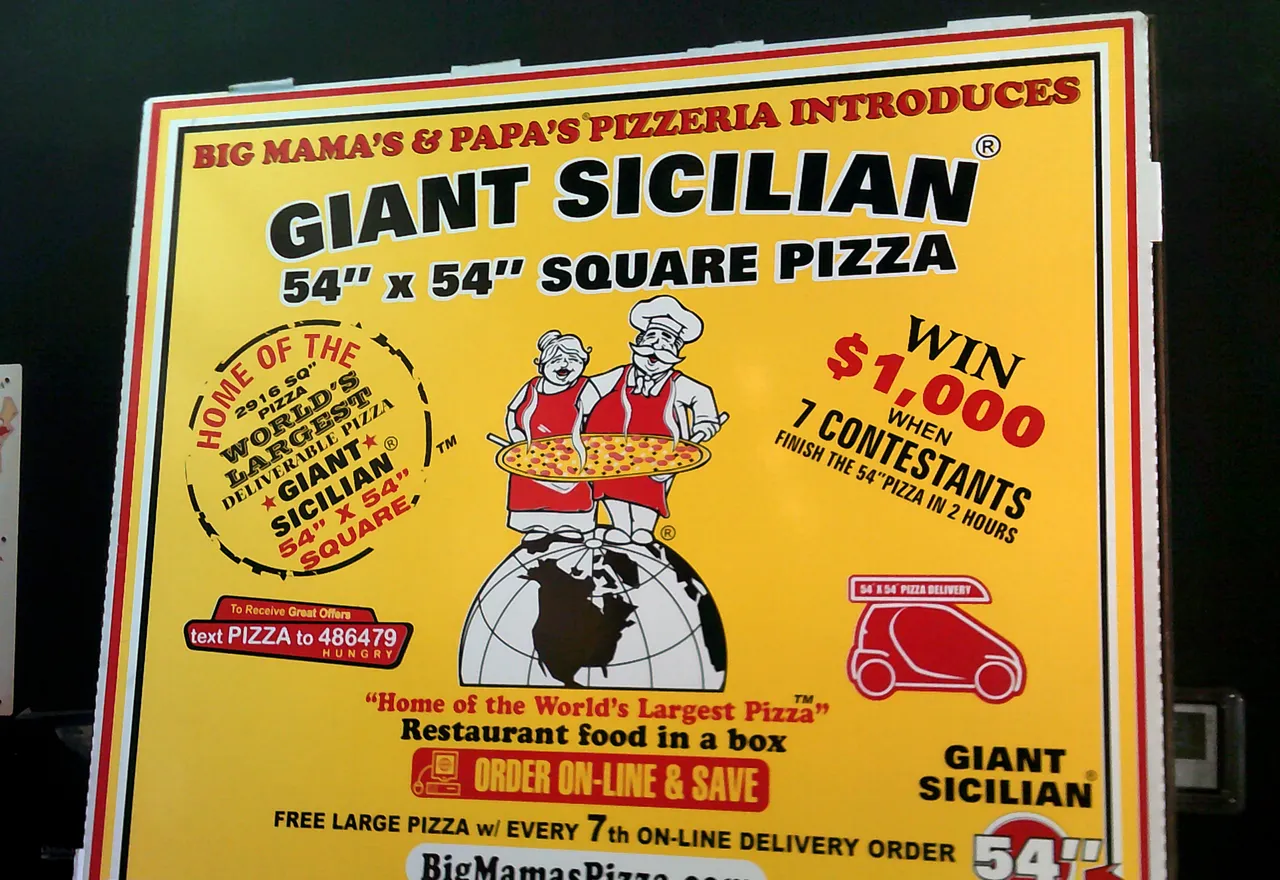 BIG MAMA'S & PAPA'S PIZZERIA INTRODUCES
GIANT SICILIAN®
54" x 54" SQUARE PIZZA
HOME OF THE
2916 SQ"
PIZZA
WORLD'S
LARGEST
DELIVERABLE PIZZA
GIANT
SICILIAN®
54" X 54"
SQUARE
TM
WIN
$1,000
WHEN
7 CONTESTANTS
FINISH THE 54" PIZZA IN 2 HOURS
®
To Receive Great Offers
text PIZZA to 486479
HUNGRY
54" X 54" PIZZA DELIVERY
"Home of the World's Largest Pizza"™
Restaurant food in a box
ORDER ON-LINE & SAVE
FREE LARGE PIZZA w/ EVERY 7th ON-LINE DELIVERY ORDER
BigMamasPizza.com
GIANT
SICILIAN®
54"